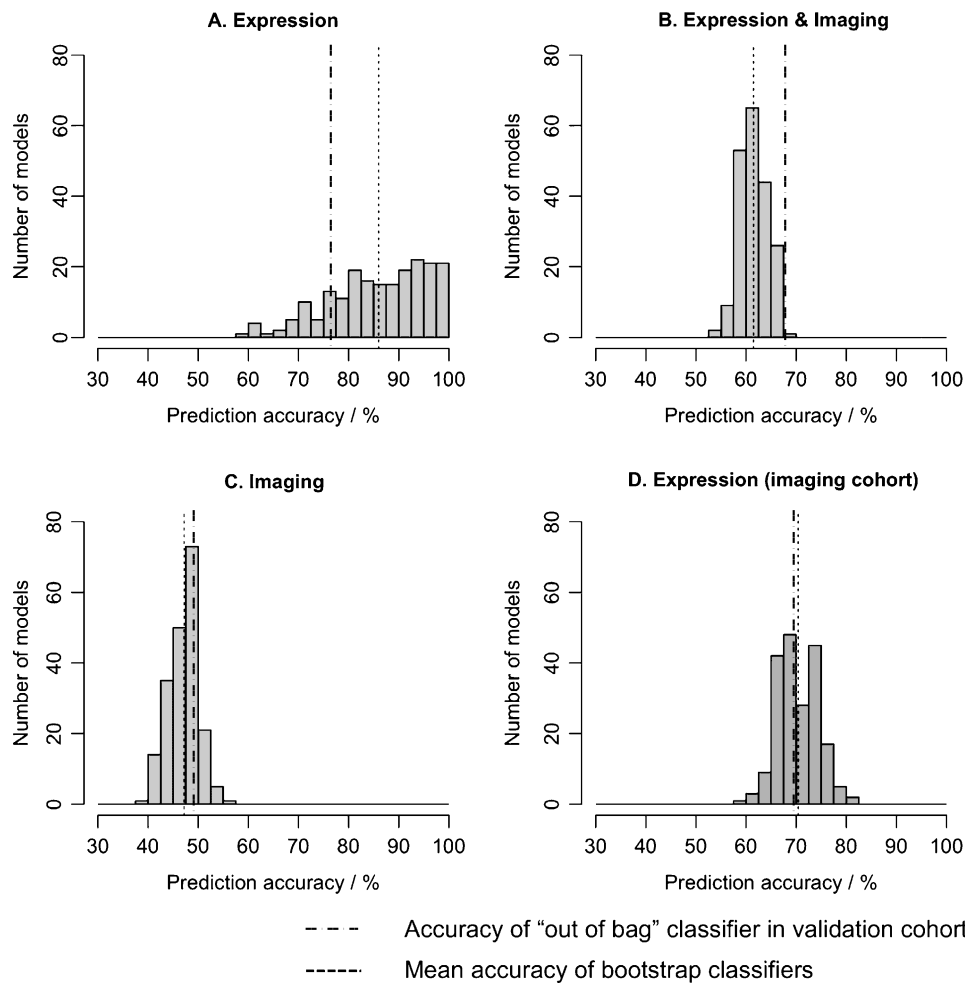 A. Expression
80
60
40
20
0
Number of models
30 40 50 60 70 80 90 100
Prediction accuracy / %
B. Expression & Imaging
80
60
40
20
0
Number of models
30 40 50 60 70 80 90 100
Prediction accuracy / %
C. Imaging
80
60
40
20
0
Number of models
30 40 50 60 70 80 90 100
Prediction accuracy / %
D. Expression (imaging cohort)
80
60
40
20
0
Number of models
30 40 50 60 70 80 90 100
Prediction accuracy / %
Accuracy of “out of bag” classifier in validation cohort
Mean accuracy of bootstrap classifiers